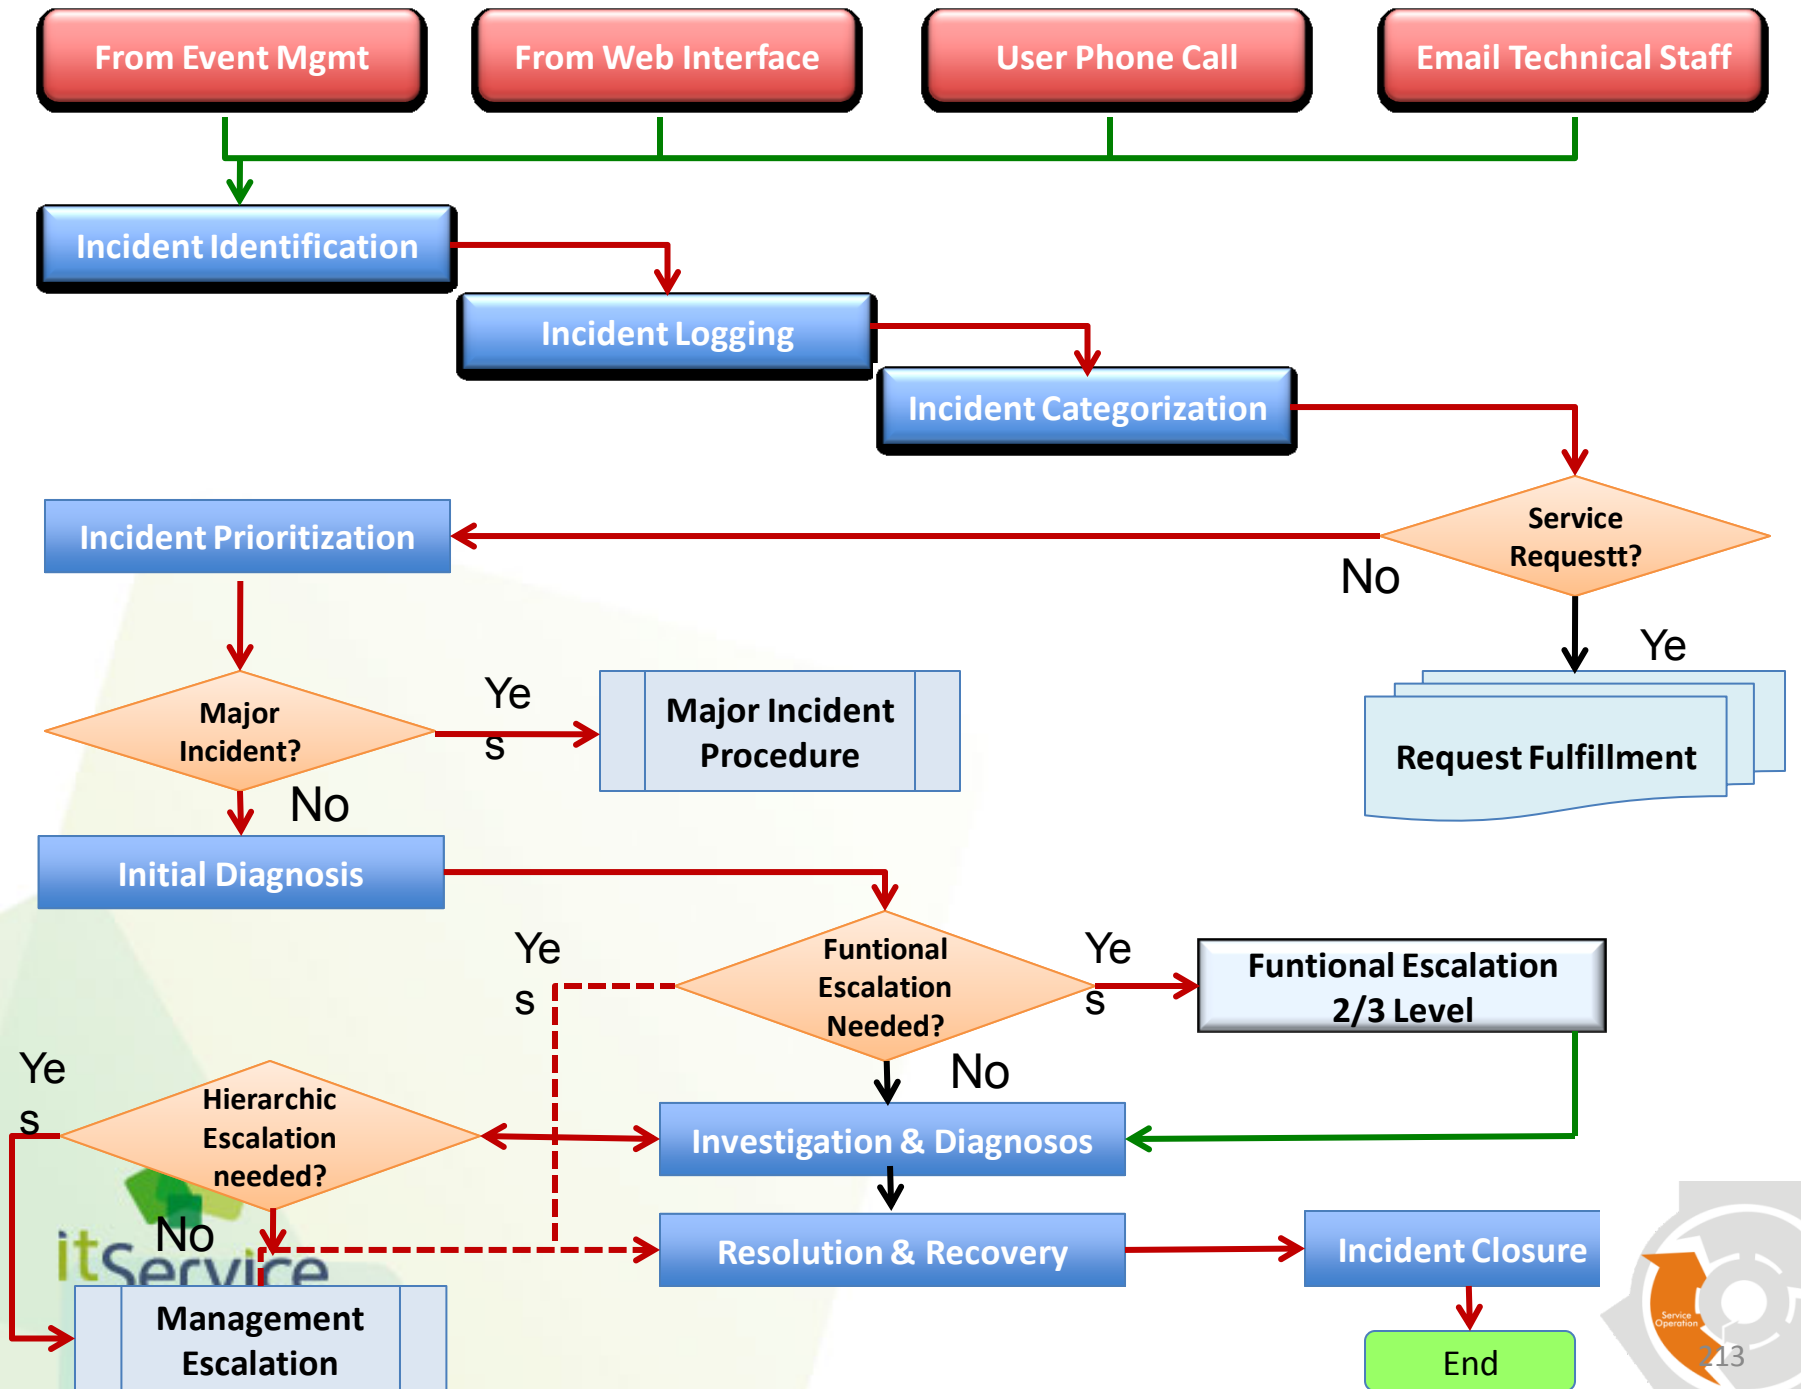 From Event Mgmt
From Web Interface
User Phone Call
Email Technical Staff
Incident Identification
Incident Logging
Incident Categorization
Incident Prioritization
Service
Requestt?
No
Ye
Major
Incident?
Ye
s
Major Incident
Procedure
Request Fulfillment
No
Initial Diagnosis
Ye
s
Funtional
Escalation
Needed?
Ye
s
Funtional Escalation
2/3 Level
No
Ye
s
Hierarchic
Escalation
needed?
Investigation & Diagnosos
No
itService
Resolution & Recovery
Incident Closure
Management
Escalation
End
Service
Operation
213